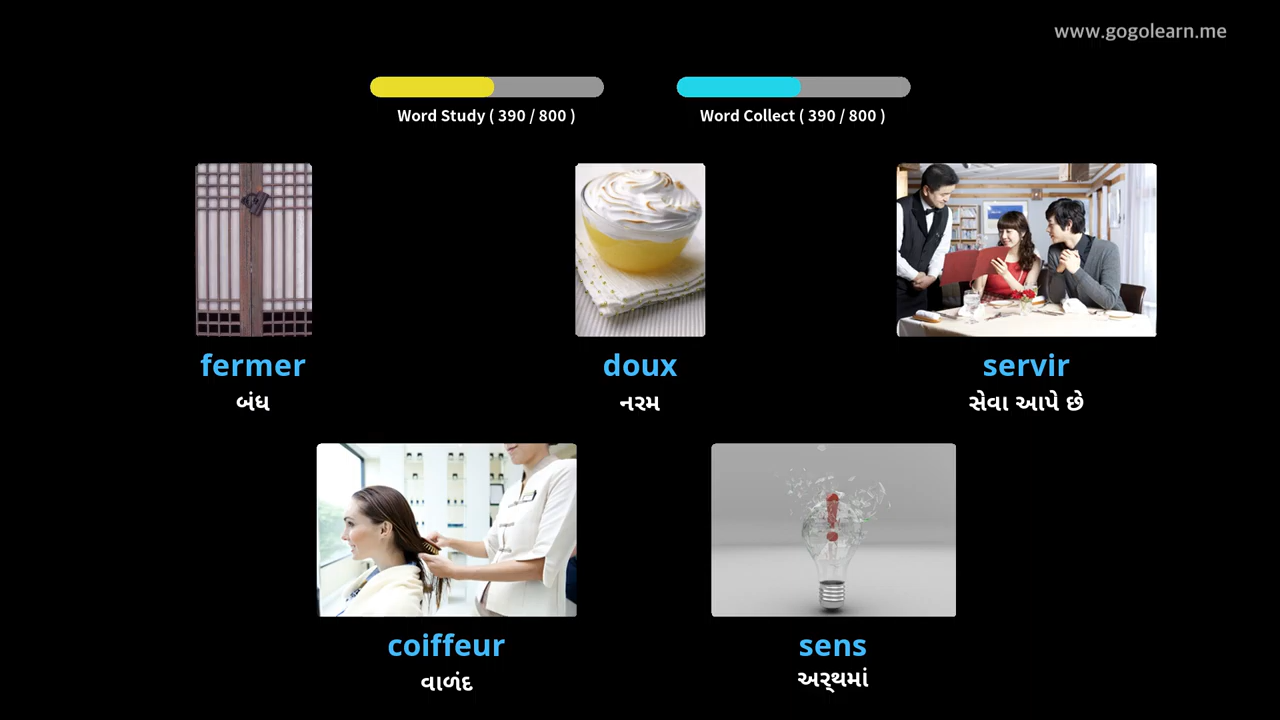 www.gogolearn.me
Word Study ( 390 / 800 )
Word Collect ( 390 / 800 )
fermer
doux
servir
બંધ
નરમ
સેવા આપે છે
coiffeur
sens
વાળંદ
અર્થમાં